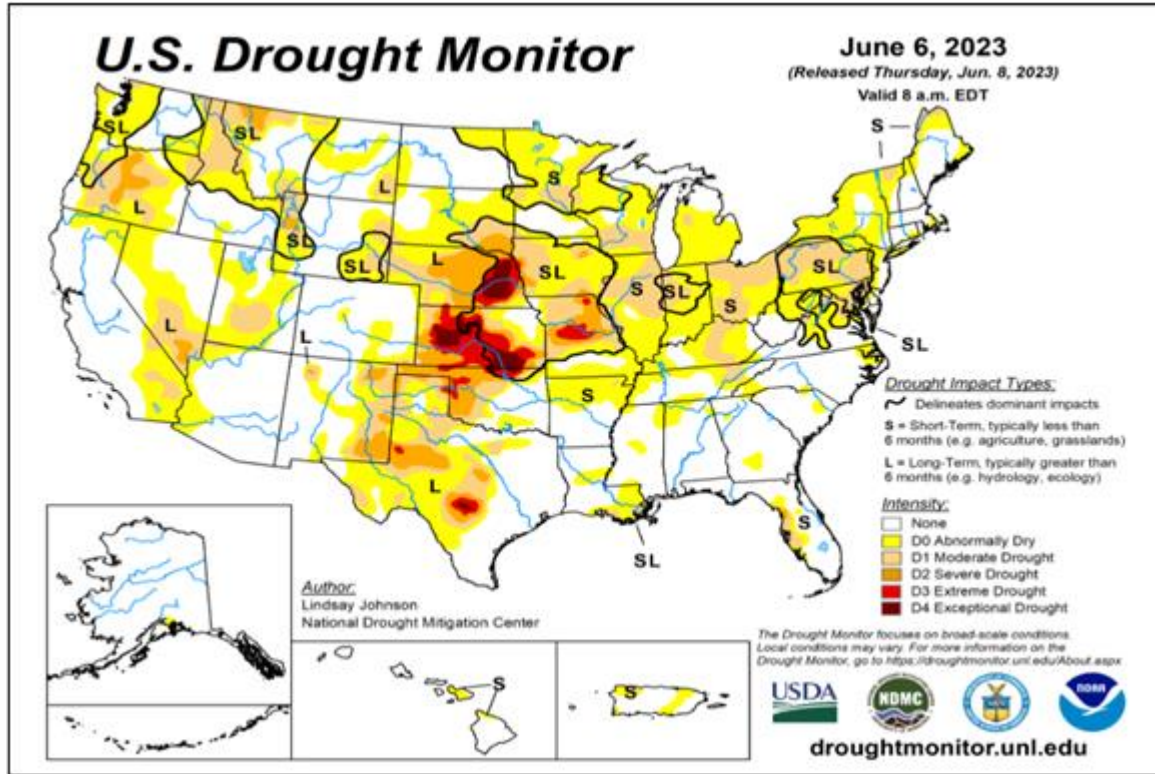 U.S. Drought Monitor
June 6, 2023
(Released Thursday, Jun. 8, 2023)
Valid 8 a.m. EDT
S
SL
SL
S
L
L
SL
SL
L
SL
SL
S
SL
S
SL
L
L
SL
S
L
S
SL
S
S
Drought Impact Types:
Delineates dominant impacts
S = Short-Term, typically less than
6 months (e.g. agriculture, grasslands)
L = Long-Term, typically greater than
6 months (e.g. hydrology, ecology)
Intensity:
None
D0 Abnormally Dry
D1 Moderate Drought
D2 Severe Drought
D3 Extreme Drought
D4 Exceptional Drought
Author:
Lindsay Johnson
National Drought Mitigation Center
The Drought Monitor focuses on broad-scale conditions.
Local conditions may vary. For more information on the
Drought Monitor, go to https://droughtmonitor.unl.edu/About.aspx
USDA
NDMC
NOAA
droughtmonitor.unl.edu